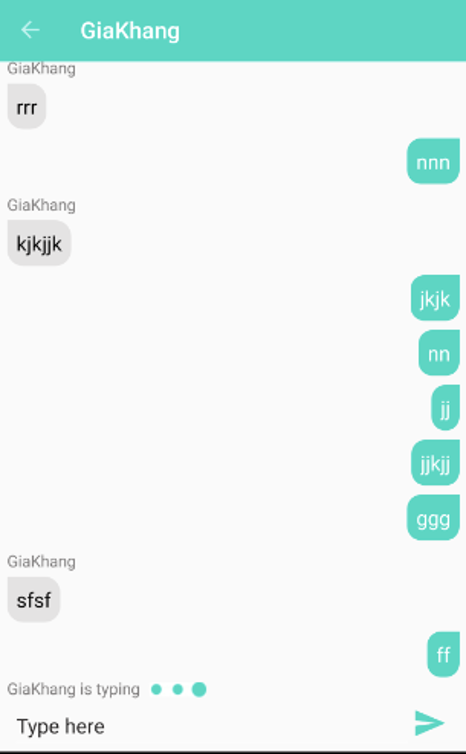 GiaKhang
GiaKhang
rrr
nnn
GiaKhang
kjkjjk
jkjk
nn
jj
jjkjj
ggg
GiaKhang
sfsf
ff
GiaKhang is typing
Type here